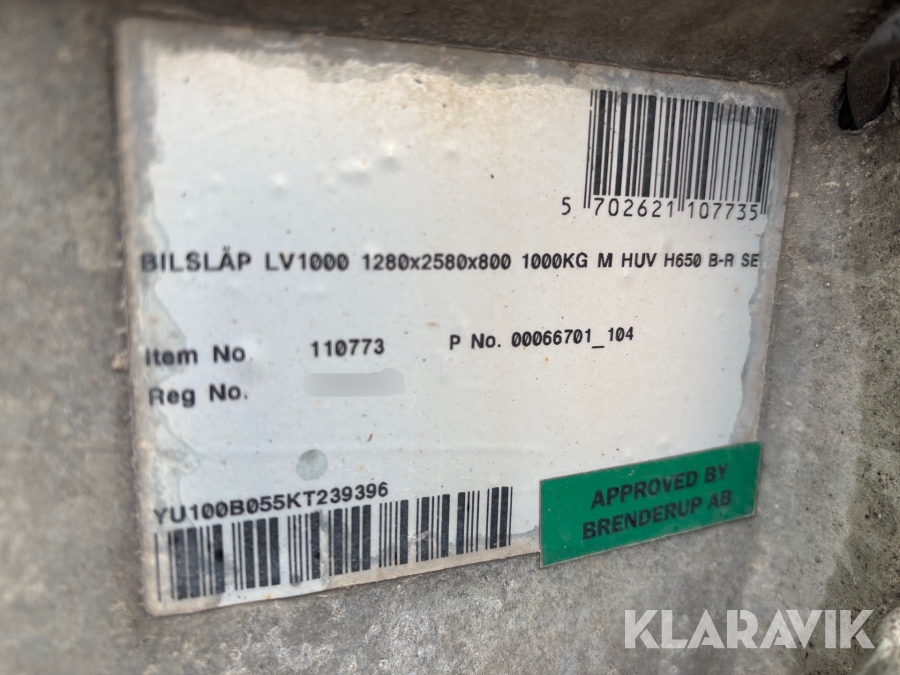 5 702621 107735
BILSLÄP LV1000 1280x2580x800 1000KG M HUV H650 B-R SE
Item No 110773 P No. 00066701_104
Reg No.
YU100B055KT239396
APPROVED BY
BRENDERUP AB
KLARAVIK